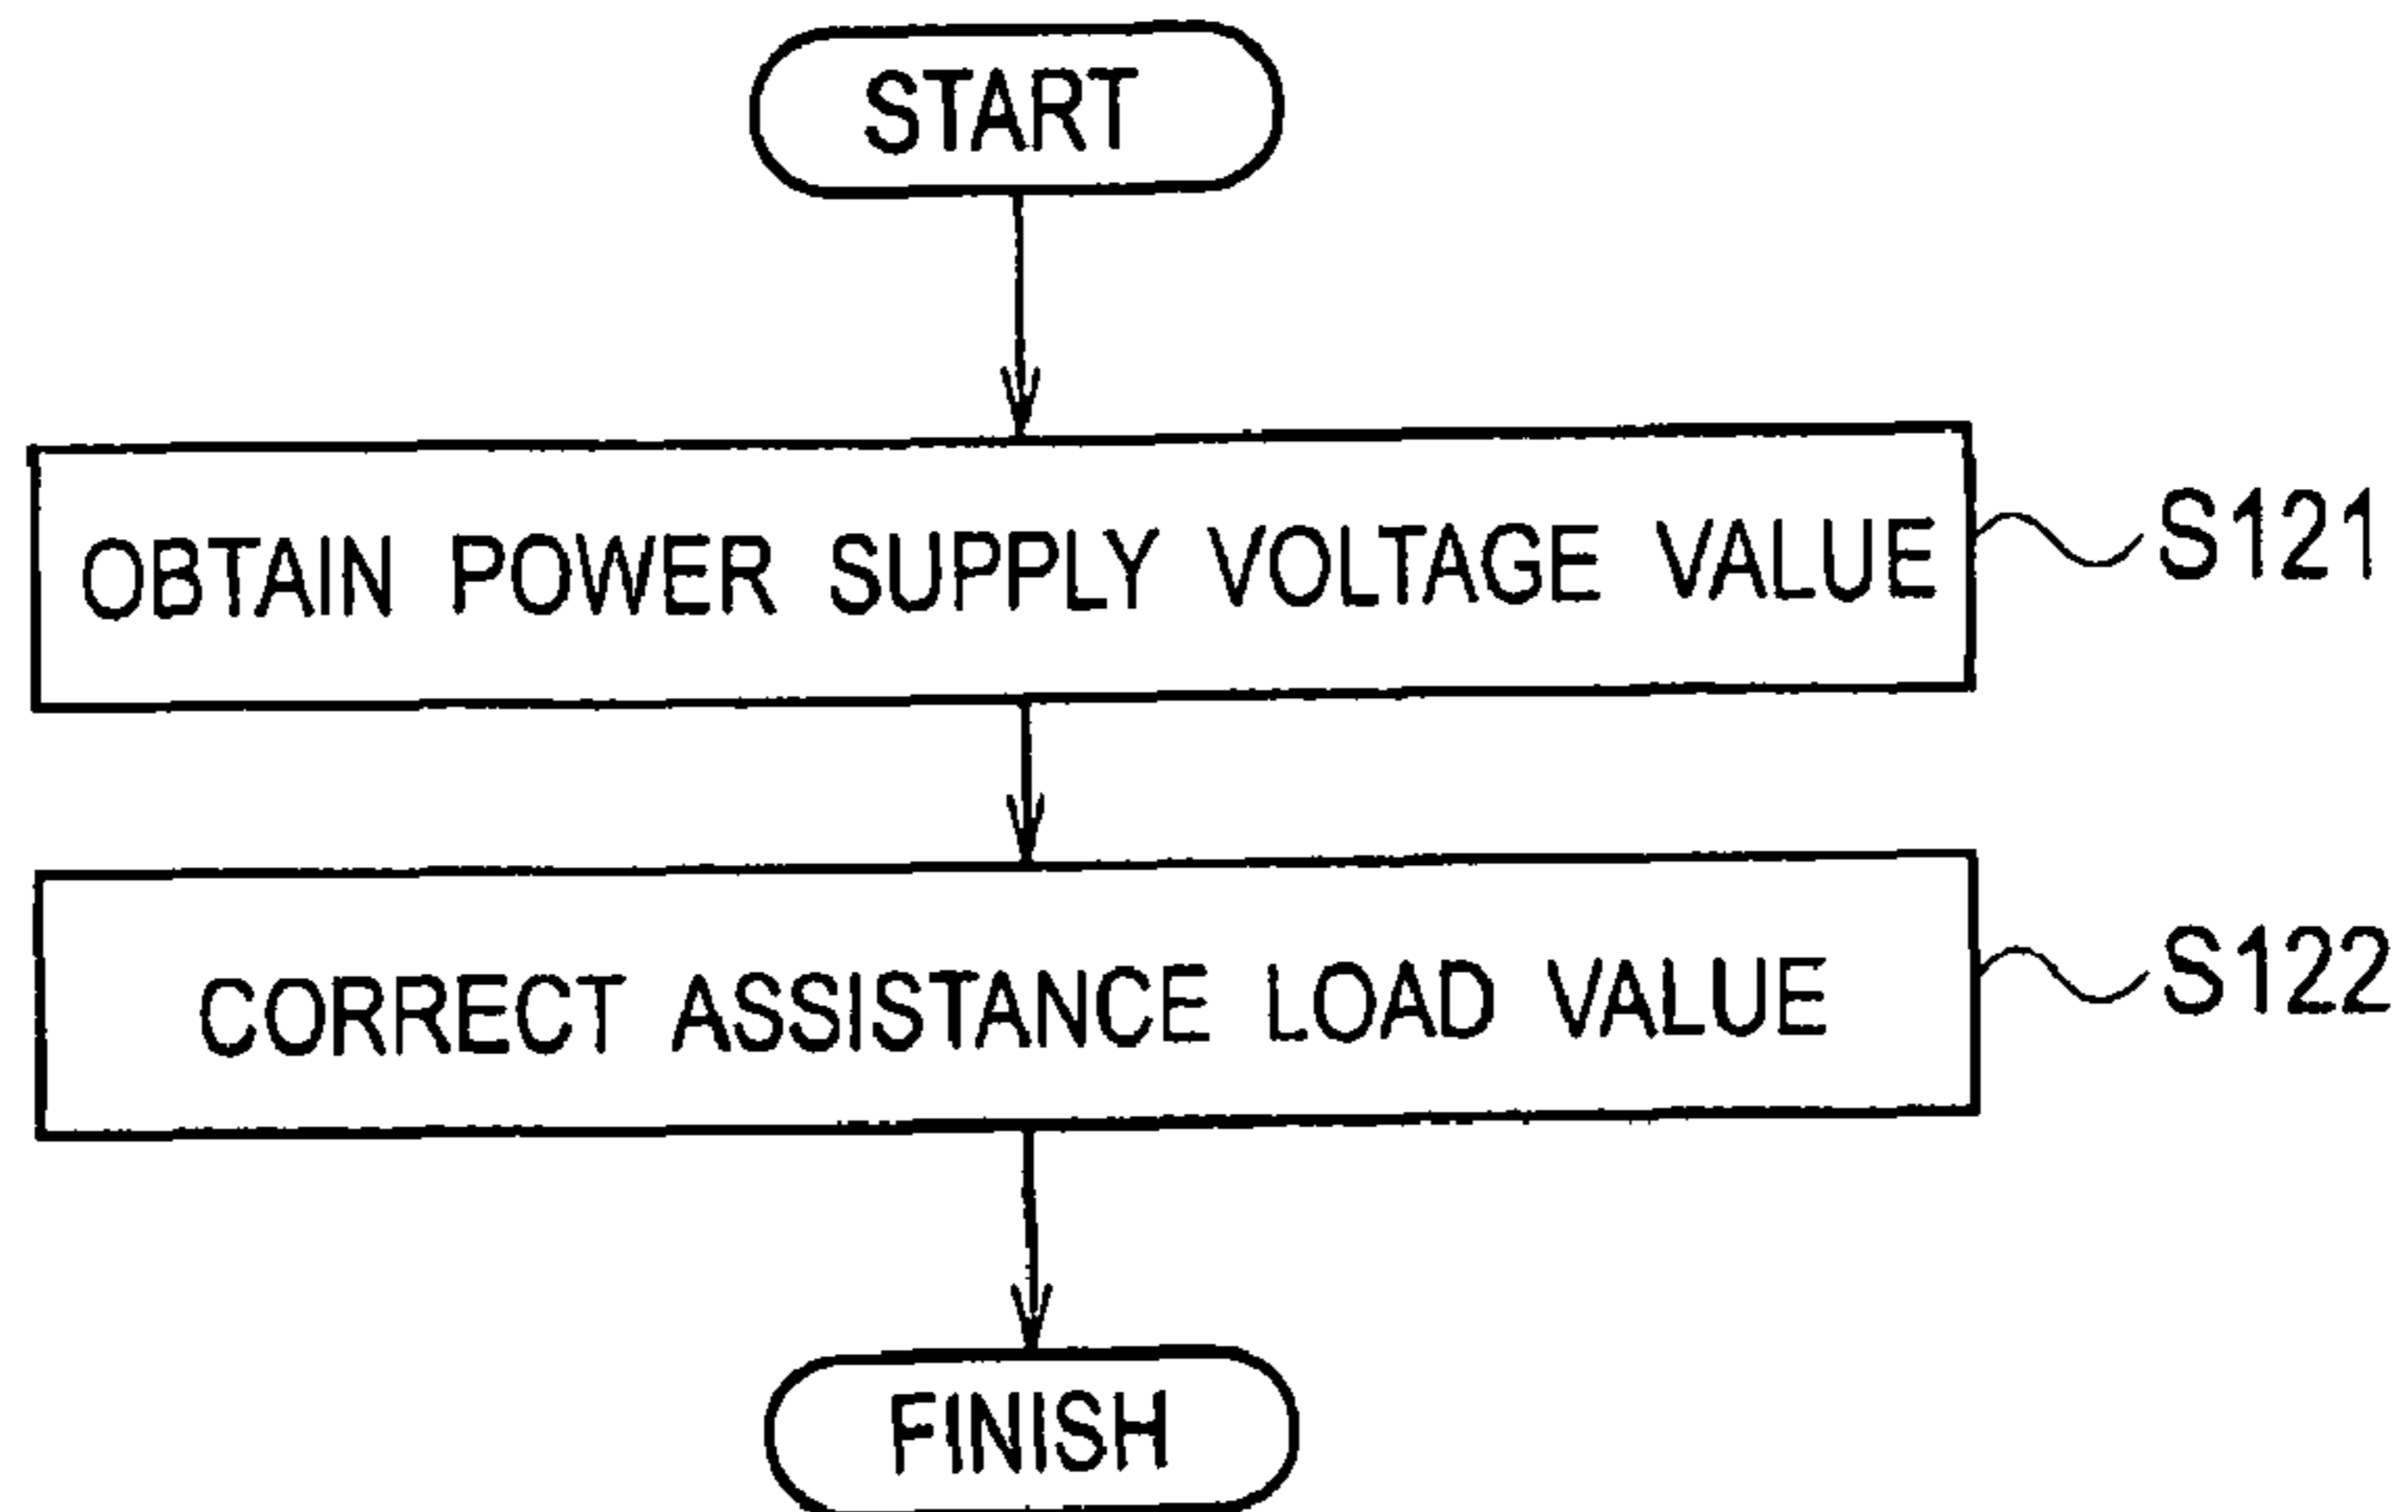 START
OBTAIN POWER SUPPLY VOLTAGE VALUE
S121
CORRECT ASSISTANCE LOAD VALUE
S122
FINISH